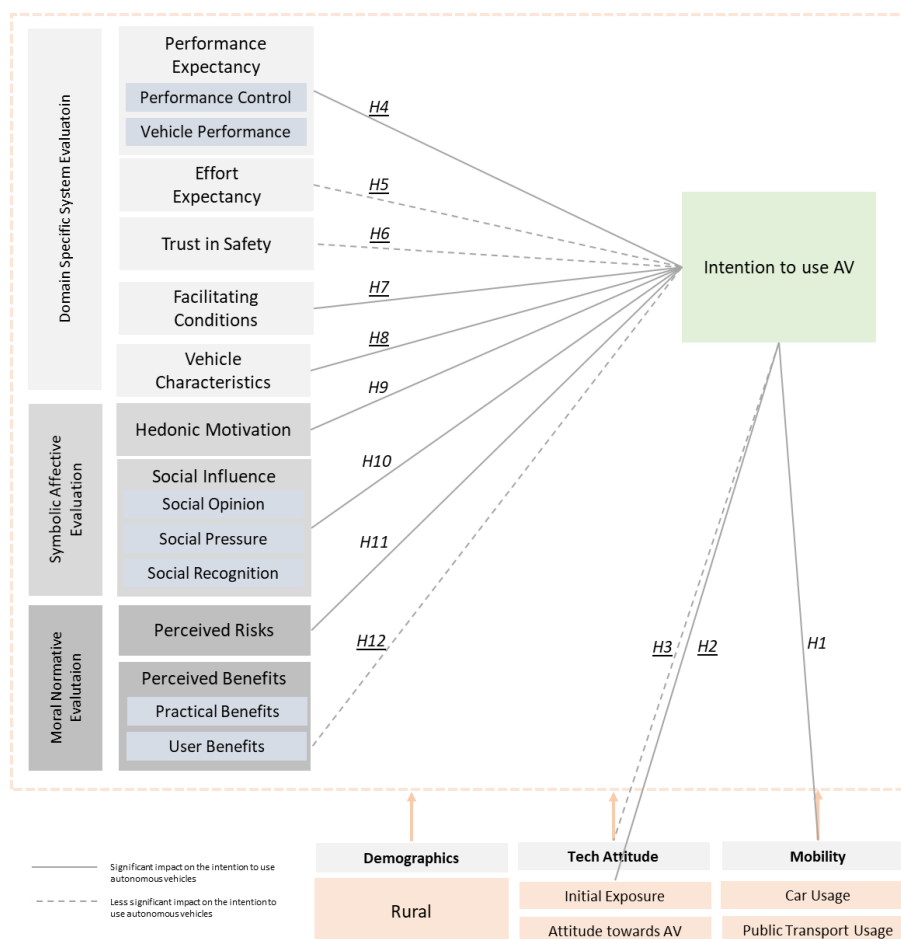 Domain Specific System Evaluatoin
Performance
Expectancy
Performance Control
Vehicle Performance
H4
Effort
Expectancy
H5
Trust in Safety
H6
Facilitating
Conditions
H7
Vehicle
Characteristics
H8
Intention to use AV
Symbolic Affective
Evaluation
Hedonic Motivation
H9
Social Influence
Social Opinion
Social Pressure
Social Recognition
H10
Moral Normative
Evalutaion
Perceived Risks
H11
Perceived Benefits
Practical Benefits
User Benefits
H12
H3
H2
H1
Significant impact on the intention to use
autonomous vehicles
Less significant impact on the intention to
use autonomous vehicles
Demographics
Rural
Tech Attitude
Initial Exposure
Attitude towards AV
Mobility
Car Usage
Public Transport Usage